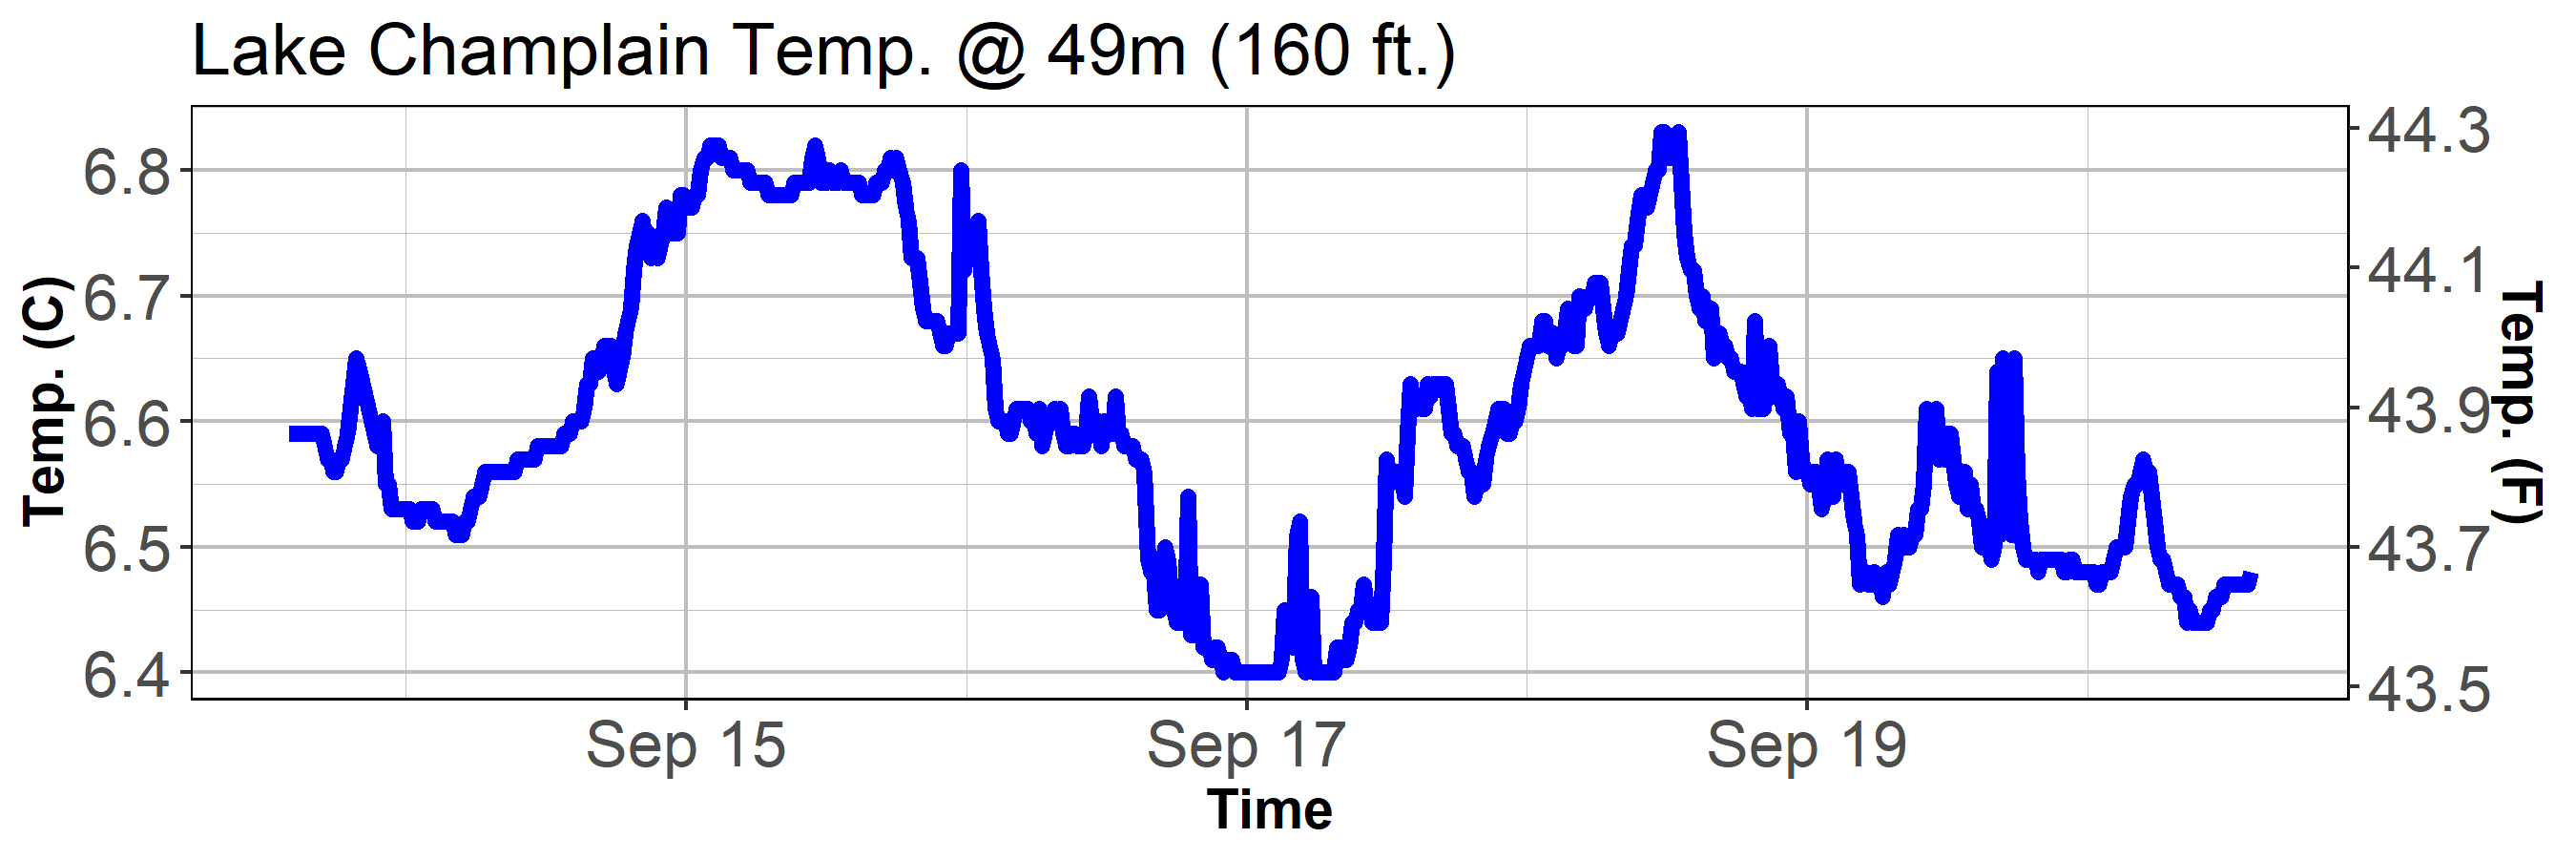 Lake Champlain Temp. @ 49m (160 ft.)
Temp. (C)
6.8
6.7
6.6
6.5
6.4
44.3
44.1
43.9
43.7
43.5
Temp. (F)
Sep 15
Sep 17
Sep 19
Time